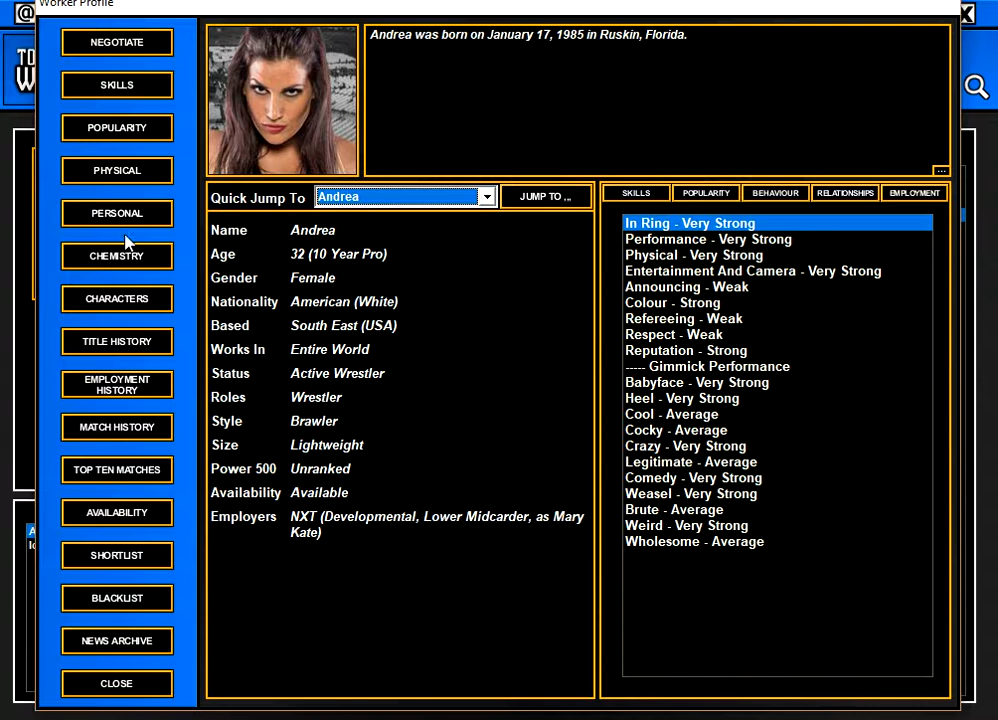 Worker Profile
@
X
TO
W
NEGOTIATE
SKILLS
POPULARITY
PHYSICAL
PERSONAL
CHEMISTRY
CHARACTERS
TITLE HISTORY
EMPLOYMENT
HISTORY
MATCH HISTORY
TOP TEN MATCHES
AVAILABILITY
SHORTLIST
BLACKLIST
NEWS ARCHIVE
CLOSE
Andrea was born on January 17, 1985 in Ruskin, Florida.
...
Quick Jump To Andrea JUMP TO ...
Name Andrea
Age 32 (10 Year Pro)
Gender Female
Nationality American (White)
Based South East (USA)
Works In Entire World
Status Active Wrestler
Roles Wrestler
Style Brawler
Size Lightweight
Power 500 Unranked
Availability Available
Employers NXT (Developmental, Lower Midcarder, as Mary
Kate)
SKILLS POPULARITY BEHAVIOUR RELATIONSHIPS EMPLOYMENT
In Ring - Very Strong
Performance - Very Strong
Physical - Very Strong
Entertainment And Camera - Very Strong
Announcing - Weak
Colour - Strong
Refereeing - Weak
Respect - Weak
Reputation - Strong
----- Gimmick Performance
Babyface - Very Strong
Heel - Very Strong
Cool - Average
Cocky - Average
Crazy - Very Strong
Legitimate - Average
Comedy - Very Strong
Weasel - Very Strong
Brute - Average
Weird - Very Strong
Wholesome - Average